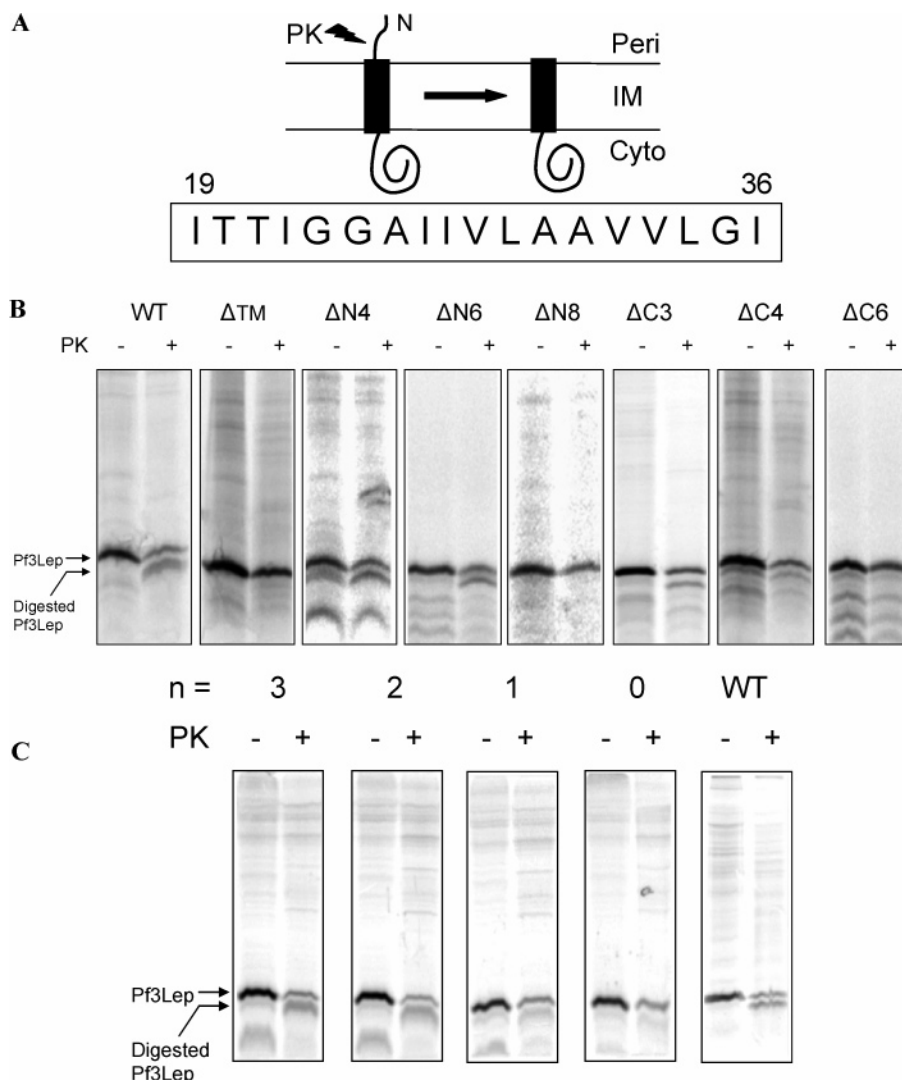 A
PK N
Peri
IM
Cyto
19 36
ITTIGGAIIVLAAVVLGI
B
WT ΔTM ΔN4 ΔN6 ΔN8 ΔC3 ΔC4 ΔC6
PK - + - + - + - + - + - + - + - +
Pf3Lep
Digested
Pf3Lep
n = 3 2 1 0 WT
PK - + - + - + - + - +
C
Pf3Lep
Digested
Pf3Lep